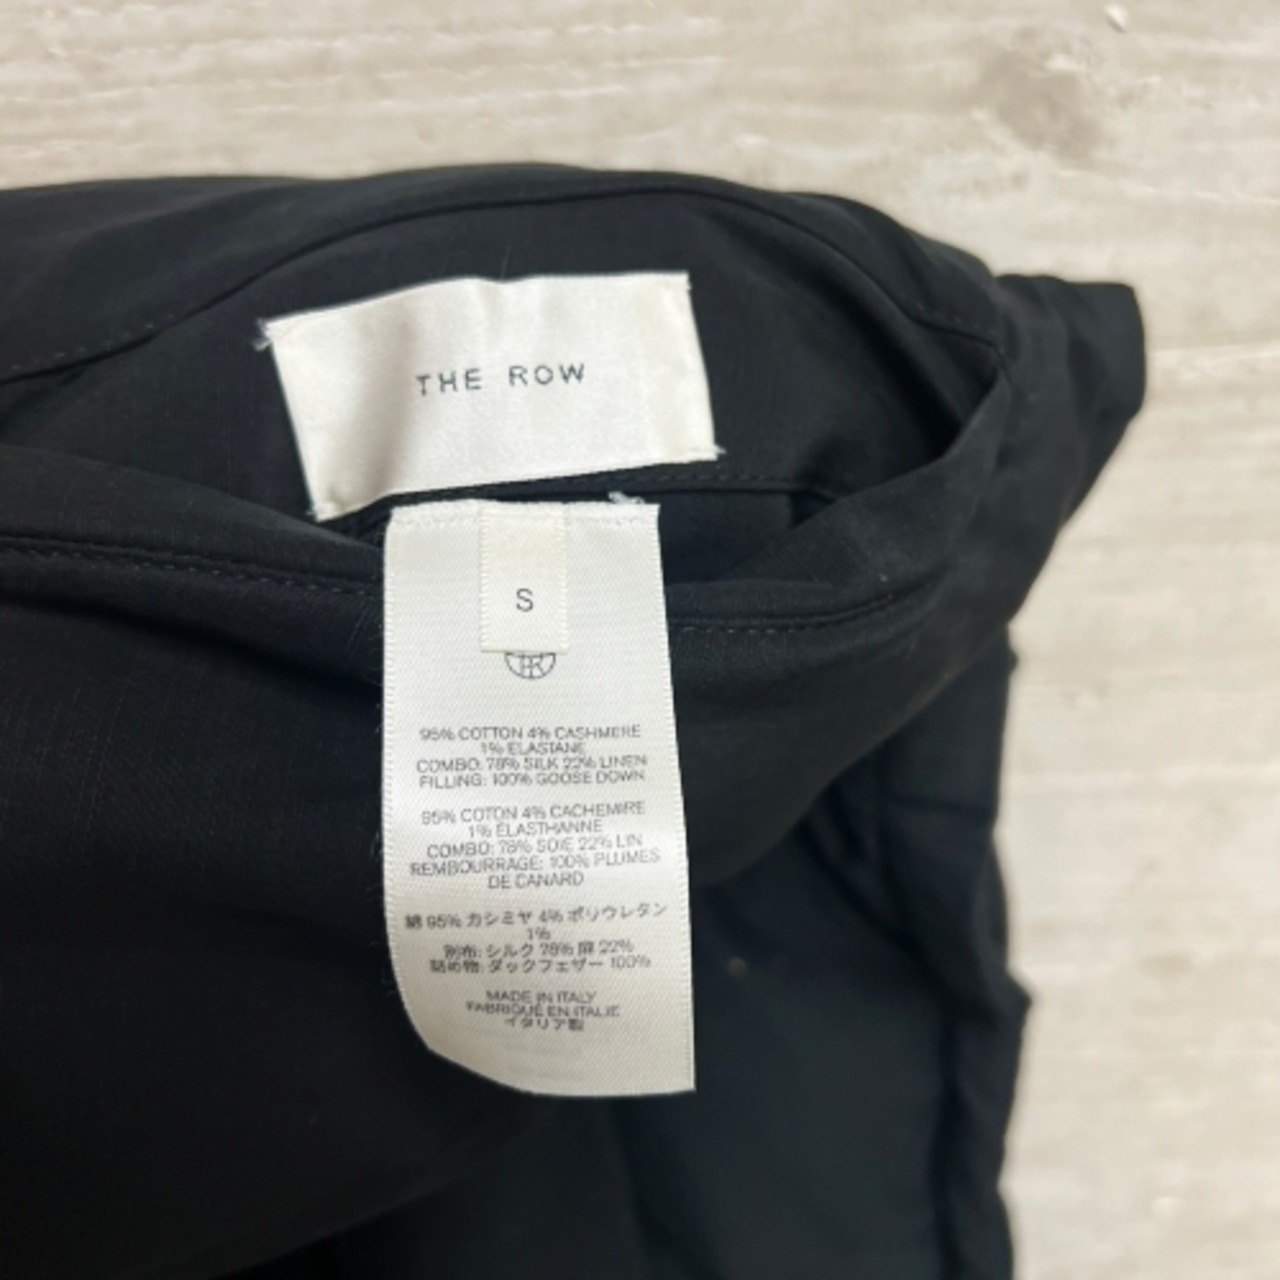 THE ROW
S
95% COTTON 4% CASHMERE
1% ELASTANE
COMBO: 78% SILK 22% LINEN
FILLING: 100% GOOSE DOWN
95% COTON 4% CACHEMIRE
1% ÉLASTHANNE
COMBO: 78% SOIE 22% LIN
REMBOURRAGE: 100% PLUMES
DE CANARD
綿 95% カシミヤ 4% ポリウレタン
1%
別布: シルク 78% 麻 22%
詰め物: ダックフェザー 100%
MADE IN ITALY
FABRIQUÉ EN ITALIE
イタリア製